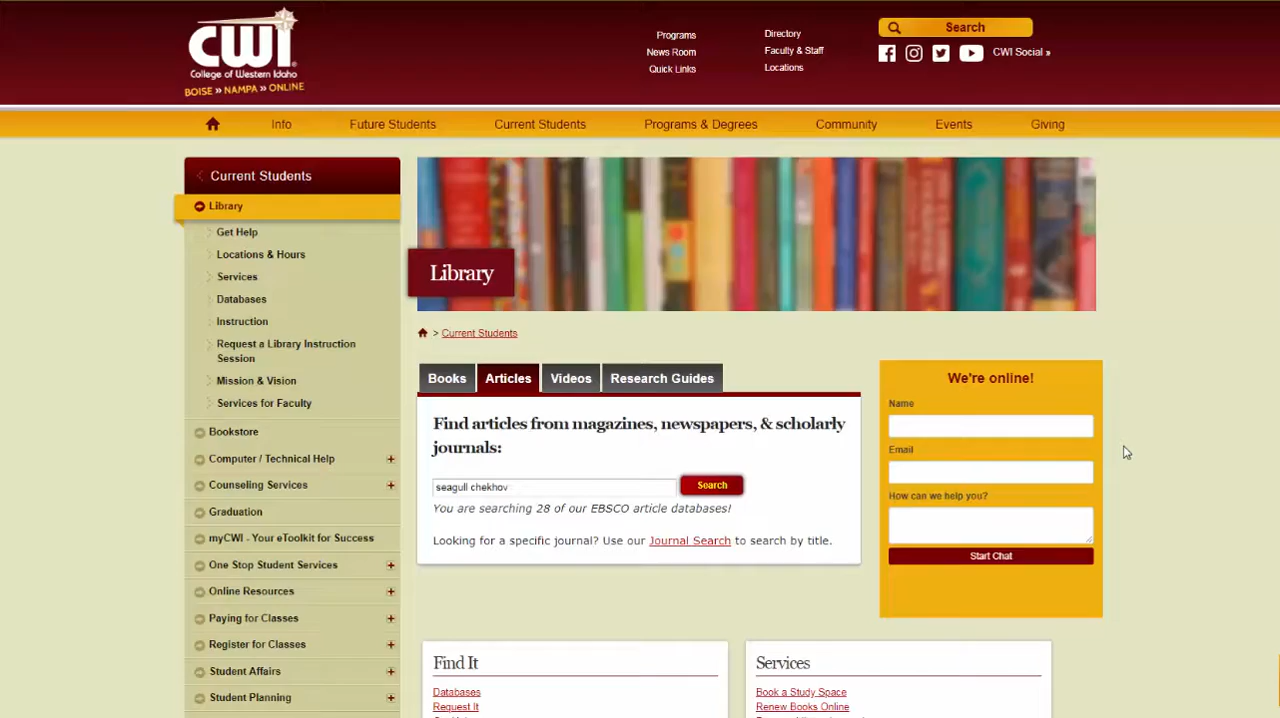 CWI
College of Western Idaho
BOISE » NAMPA » ONLINE
Programs
News Room
Quick Links
Directory
Faculty & Staff
Locations
Search
CWI Social »
Info
Future Students
Current Students
Programs & Degrees
Community
Events
Giving
Current Students
Library
Get Help
Locations & Hours
Services
Databases
Instruction
Request a Library Instruction
Session
Mission & Vision
Services for Faculty
Bookstore
Computer / Technical Help
Counseling Services
Graduation
myCWI - Your eToolkit for Success
One Stop Student Services
Online Resources
Paying for Classes
Register for Classes
Student Affairs
Student Planning
Library
> Current Students
Books
Articles
Videos
Research Guides
Find articles from magazines, newspapers, & scholarly
journals:
seagull chekhov
Search
You are searching 28 of our EBSCO article databases!
Looking for a specific journal? Use our Journal Search to search by title.
We're online!
Name
Email
How can we help you?
Start Chat
Find It
Databases
Request It
Services
Book a Study Space
Renew Books Online